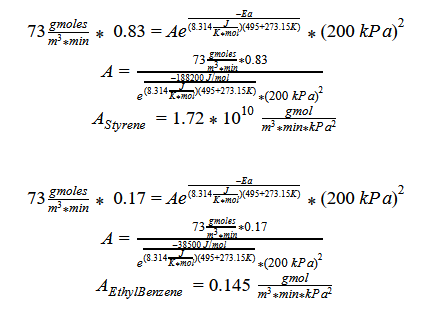 73 gmoles/m³*min * 0.83 = Ae^(−Ea/((8.314 J/K*mol)(495+273.15K))) * (200 kPa)²
A = (73 gmoles/m³*min *0.83)/(e^(−188200 J/mol/((8.314 J/K*mol)(495+273.15K))) *(200 kPa)²)
A_Styrene = 1.72 * 10¹⁰ gmol/m³*min*kPa²
73 gmoles/m³*min * 0.17 = Ae^(−Ea/((8.314 J/K*mol)(495+273.15K))) * (200 kPa)²
A = (73 gmoles/m³*min *0.17)/(e^(−38500 J/mol/((8.314 J/K*mol)(495+273.15K))) *(200 kPa)²)
A_EthylBenzene = 0.145 gmol/m³*min*kPa²